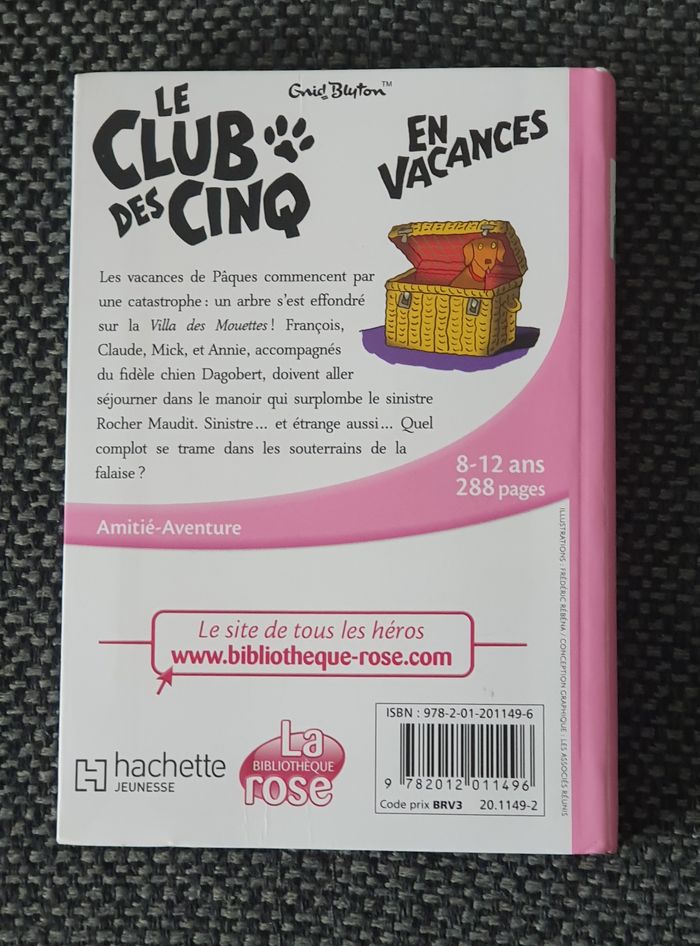 Enid Blyton™
LE
CLUB
DES CINQ
EN
VACANCES
Les vacances de Pâques commencent par
une catastrophe : un arbre s'est effondré
sur la Villa des Mouettes ! François,
Claude, Mick, et Annie, accompagnés
du fidèle chien Dagobert, doivent aller
séjourner dans le manoir qui surplombe le sinistre
Rocher Maudit. Sinistre... et étrange aussi... Quel
complot se trame dans les souterrains de la
falaise ?
8-12 ans
288 pages
Amitié-Aventure
ILLUSTRATIONS : FRÉDÉRIC RÉBÉNA / CONCEPTION GRAPHIQUE : LES ASSOCIÉS RÉUNIS
Le site de tous les héros
www.bibliotheque-rose.com
hachette
JEUNESSE
La
BIBLIOTHÈQUE
rose
ISBN : 978-2-01-201149-6
9 782012 011496
Code prix BRV3 20.1149-2